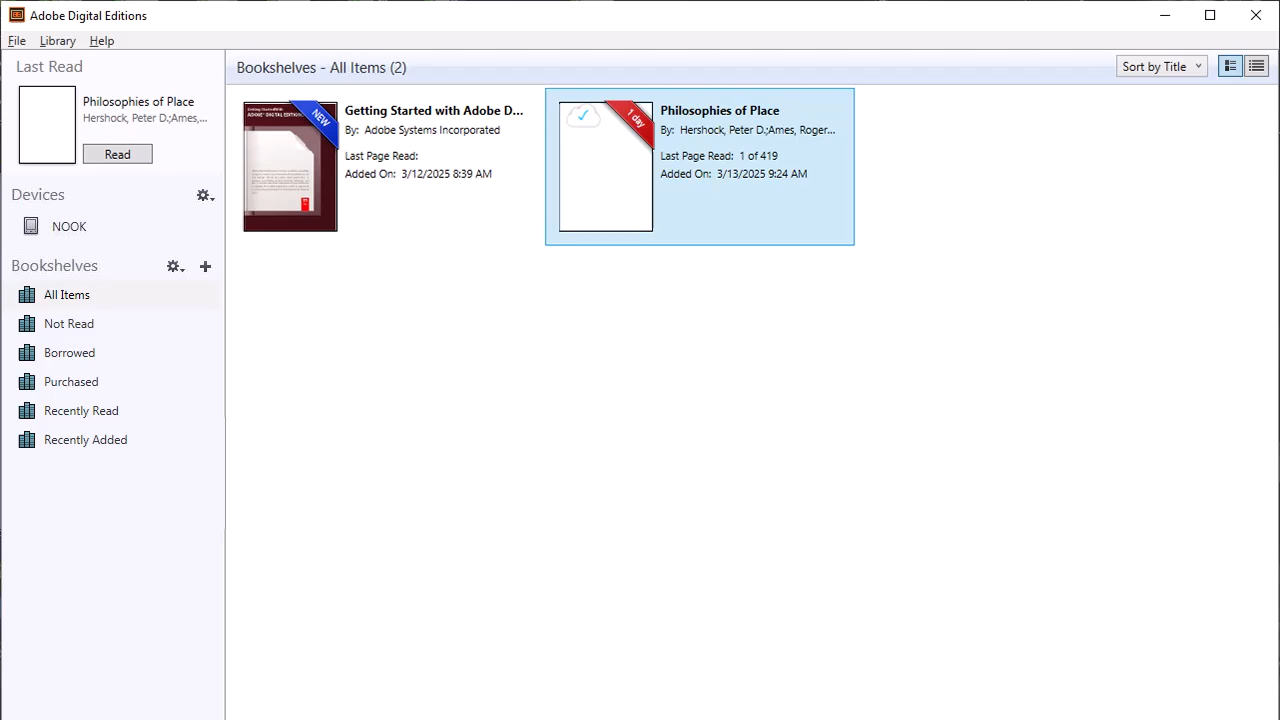 Adobe Digital Editions
File Library Help
Last Read
Philosophies of Place
Hershock, Peter D.;Ames,...
Read
Devices
NOOK
Bookshelves
All Items
Not Read
Borrowed
Purchased
Recently Read
Recently Added
Bookshelves - All Items (2)
Sort by Title
NEW
Getting Started with Adobe D...
By: Adobe Systems Incorporated
Last Page Read:
Added On: 3/12/2025 8:39 AM
1 day
Philosophies of Place
By: Hershock, Peter D.;Ames, Roger...
Last Page Read: 1 of 419
Added On: 3/13/2025 9:24 AM